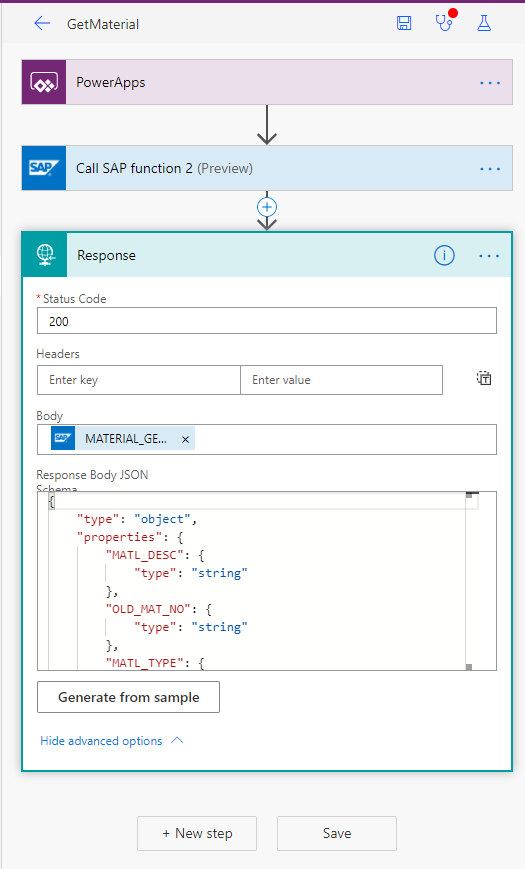 GetMaterial
PowerApps
SAP
Call SAP function 2 (Preview)
Response
* Status Code
200
Headers
Enter key
Enter value
Body
SAP
MATERIAL_GE...
Response Body JSON
Schema
{
"type": "object",
"properties": {
"MATL_DESC": {
"type": "string"
},
"OLD_MAT_NO": {
"type": "string"
},
"MATL_TYPE": {
Generate from sample
Hide advanced options
+ New step
Save